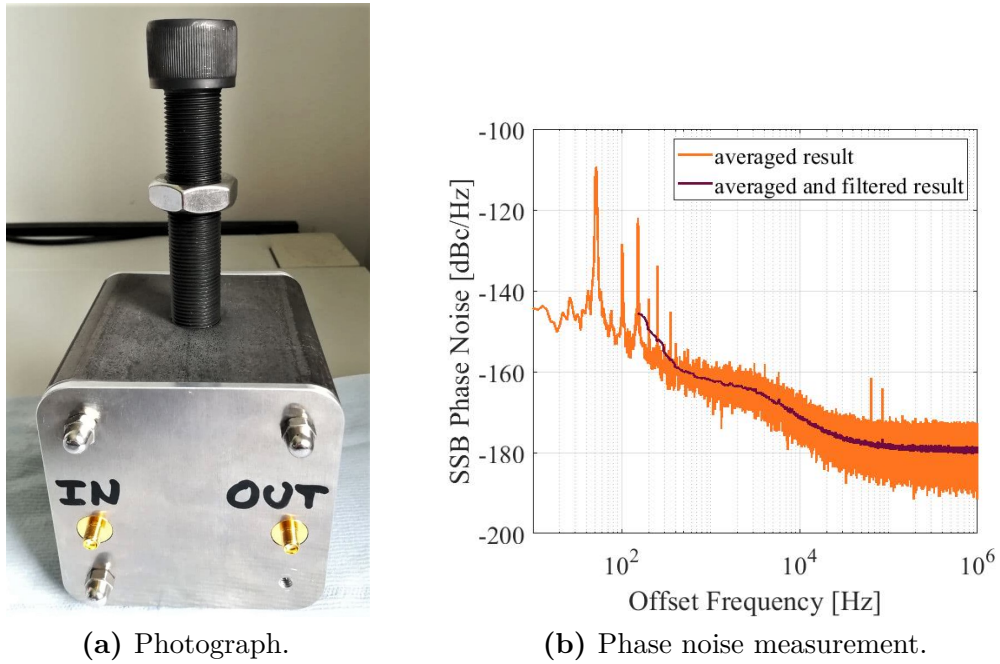 IN OUT
-100
-120
-140
-160
-180
-200
SSB Phase Noise [dBc/Hz]
averaged result
averaged and filtered result
10^2 10^4 10^6
Offset Frequency [Hz]
(a) Photograph.
(b) Phase noise measurement.